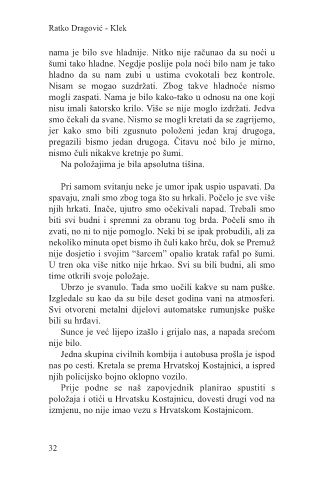 Ratko Dragović - Klek
nama je bilo sve hladnije. Nitko nije računao da su noći u
šumi tako hladne. Negdje poslije pola noći bilo nam je tako
hladno da su nam zubi u ustima cvokotali bez kontrole.
Nisam se mogao suzdržati. Zbog takve hladnoće nismo
mogli zaspati. Nama je bilo kako-tako u odnosu na one koji
nisu imali šatorsko krilo. Više se nije moglo izdržati. Jedva
smo čekali da svane. Nismo se mogli kretati da se zagrijemo,
jer kako smo bili zgusnuto položeni jedan kraj drugoga,
pregazili bismo jedan drugoga. Čitavu noć bilo je mirno,
nismo čuli nikakve kretnje po šumi.
Na položajima je bila apsolutna tišina.
Pri samom svitanju neke je umor ipak uspio uspavati. Da
spavaju, znali smo zbog toga što su hrkali. Počelo je sve više
njih hrkati. Inače, ujutro smo očekivali napad. Trebali smo
biti svi budni i spremni za obranu tog brda. Počeli smo ih
zvati, no ni to nije pomoglo. Neki bi se ipak probudili, ali za
nekoliko minuta opet bismo ih čuli kako hrču, dok se Premuž
nije dosjetio i svojim “šarcem” opalio kratak rafal po šumi.
U tren oka više nitko nije hrkao. Svi su bili budni, ali smo
time otkrili svoje položaje.
Ubrzo je svanulo. Tada smo uočili kakve su nam puške.
Izgledale su kao da su bile deset godina vani na atmosferi.
Svi otvoreni metalni dijelovi automatske rumunjske puške
bili su hrđavi.
Sunce je već lijepo izašlo i grijalo nas, a napada srećom
nije bilo.
Jedna skupina civilnih kombija i autobusa prošla je ispod
nas po cesti. Kretala se prema Hrvatskoj Kostajnici, a ispred
njih policijsko bojno oklopno vozilo.
Prije podne se naš zapovjednik planirao spustiti s
položaja i otići u Hrvatsku Kostajnicu, dovesti drugi vod na
izmjenu, no nije imao vezu s Hrvatskom Kostajnicom.
32